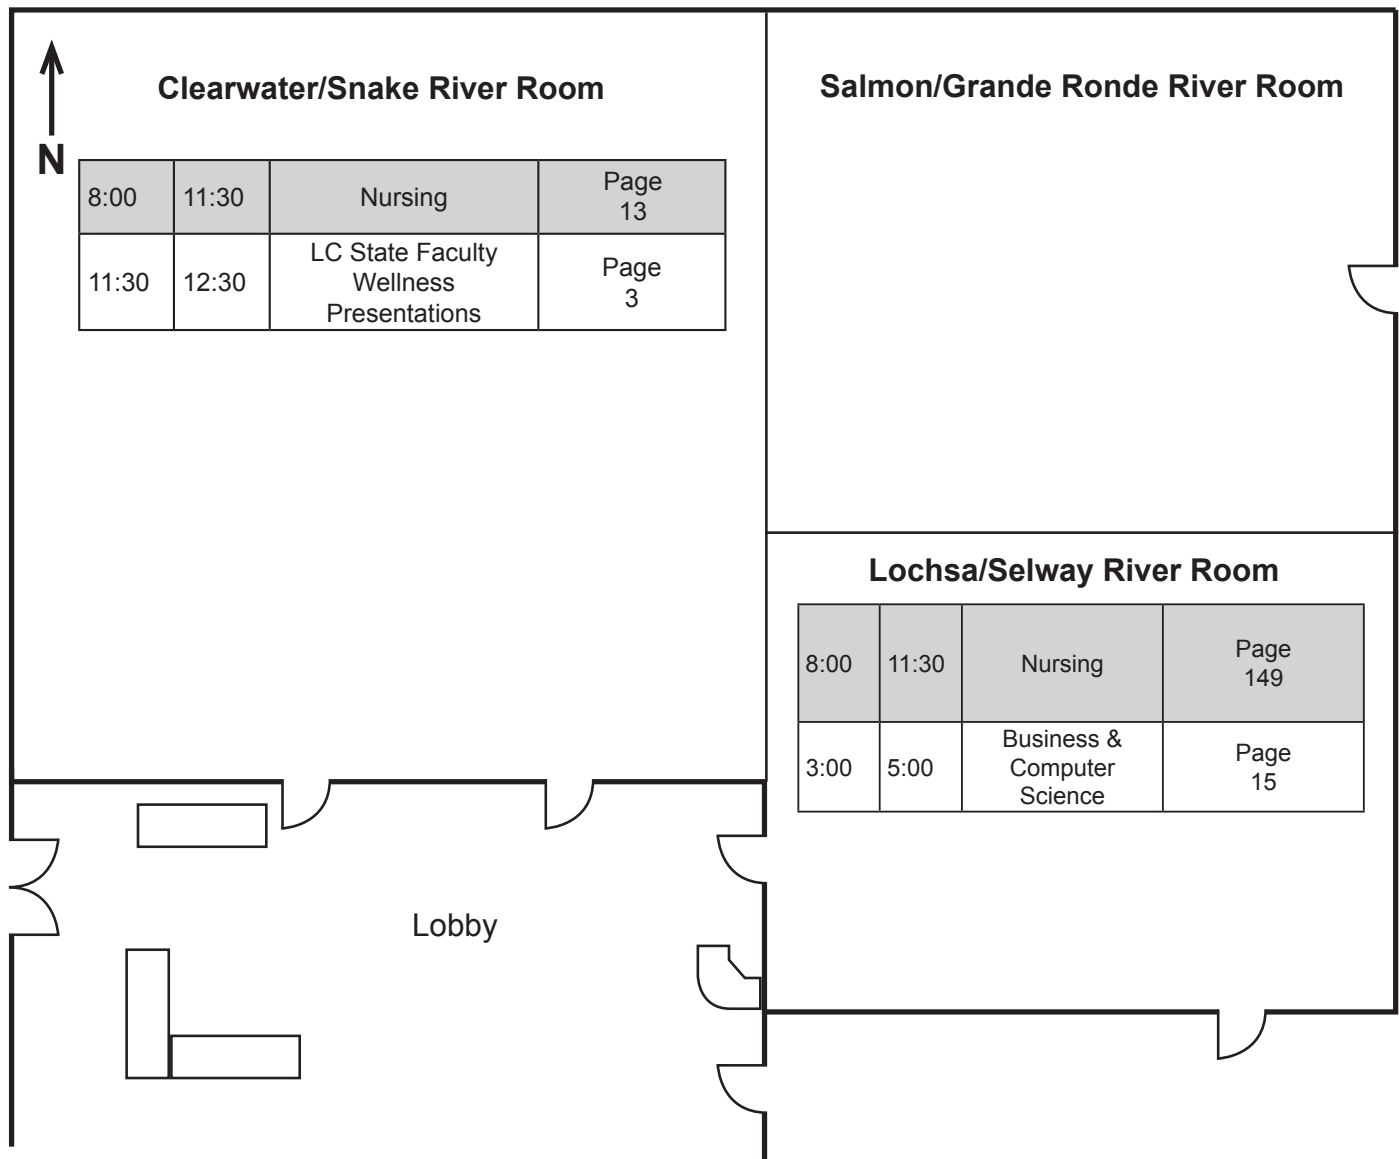 N
Clearwater/Snake River Room
8:00 11:30 Nursing Page
13
11:30 12:30 LC State Faculty
Wellness
Presentations Page
3
Salmon/Grande Ronde River Room
Lochsa/Selway River Room
8:00 11:30 Nursing Page
149
3:00 5:00 Business &
Computer
Science Page
15
Lobby